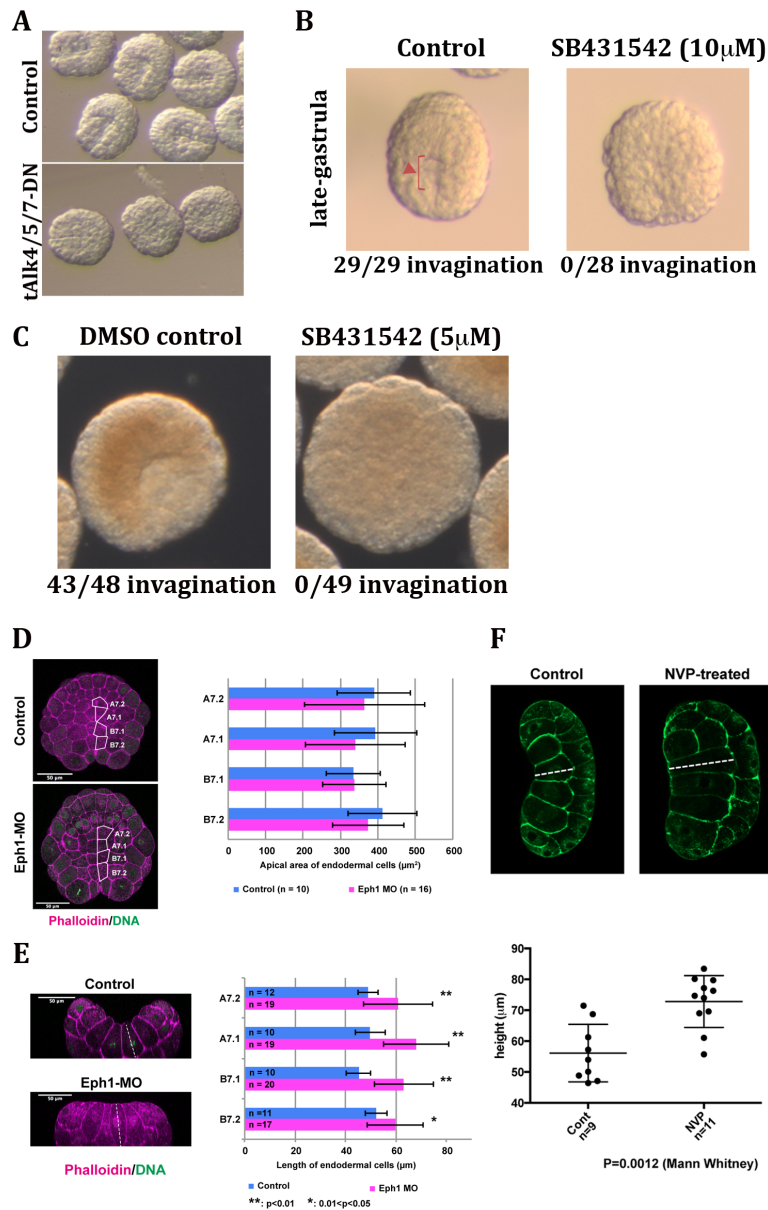 A
Control
tAlk4/5/7-DN
B
Control
SB431542 (10μM)
late-gastrula
29/29 invagination
0/28 invagination
C
DMSO control
SB431542 (5μM)
43/48 invagination
0/49 invagination
D
Control
A7.2
A7.1
B7.1
B7.2
50 μm
Eph1-MO
A7.2
A7.1
B7.1
B7.2
50 μm
Phalloidin/DNA
A7.2
A7.1
B7.1
B7.2
0 100 200 300 400 500 600
Apical area of endodermal cells (μm²)
Control (n = 10)
Eph1 MO (n = 16)
E
Control
50 μm
Eph1-MO
50 μm
Phalloidin/DNA
A7.2
n = 12
n = 19
**
A7.1
n = 10
n = 19
**
B7.1
n = 10
n = 20
**
B7.2
n =11
n =17
*
0 20 40 60 80
Length of endodermal cells (μm)
Control
Eph1 MO
**: p<0.01 *: 0.01<p<0.05
F
Control
NVP-treated
90
80
70
60
50
40
height (μm)
Cont
n=9
NVP
n=11
P=0.0012 (Mann Whitney)